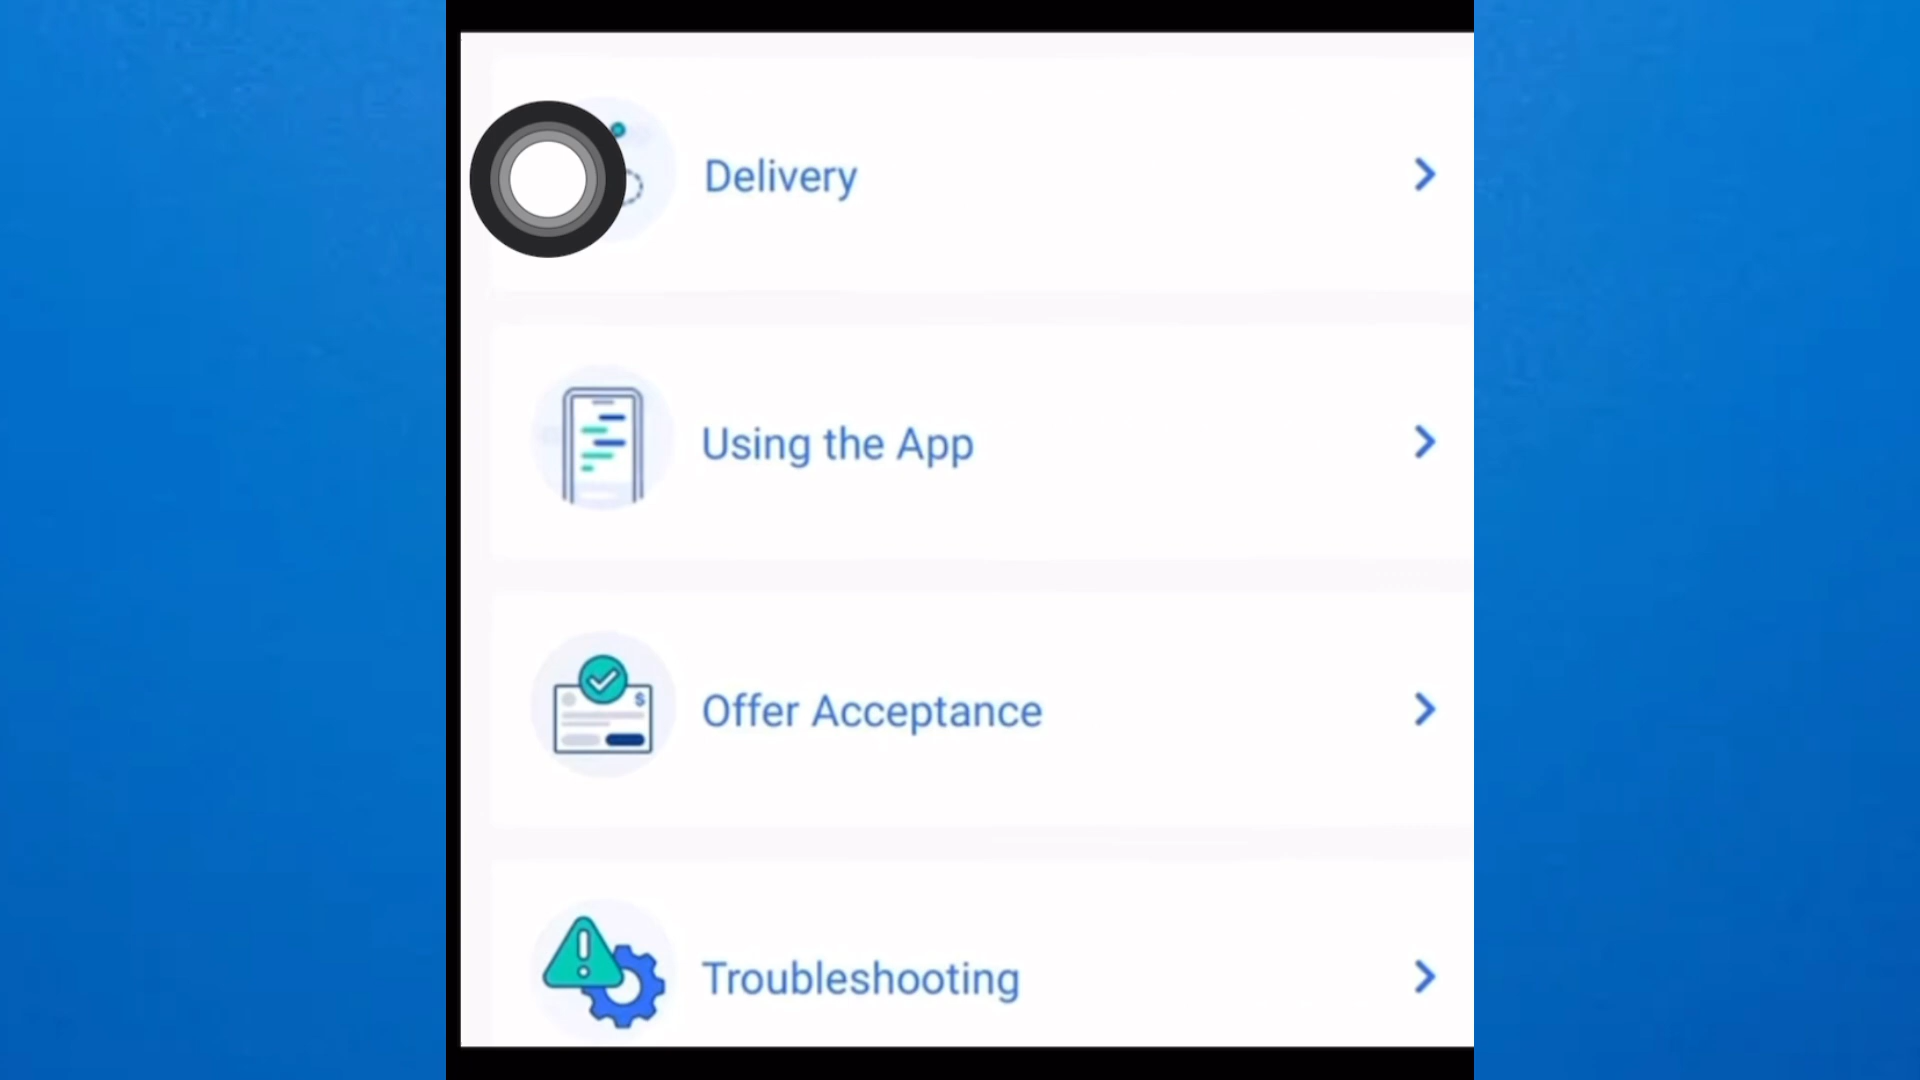 Delivery
Using the App
Offer Acceptance
Troubleshooting